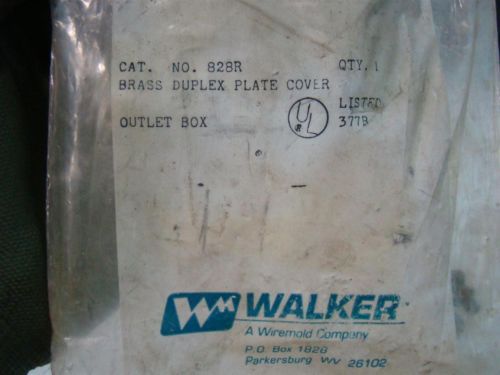 CAT. NO. 828R QTY. 1
BRASS DUPLEX PLATE COVER
UL LISTED
OUTLET BOX 377B
WM WALKER
A Wiremold Company
P.O. Box 1828
Parkersburg WV 26102